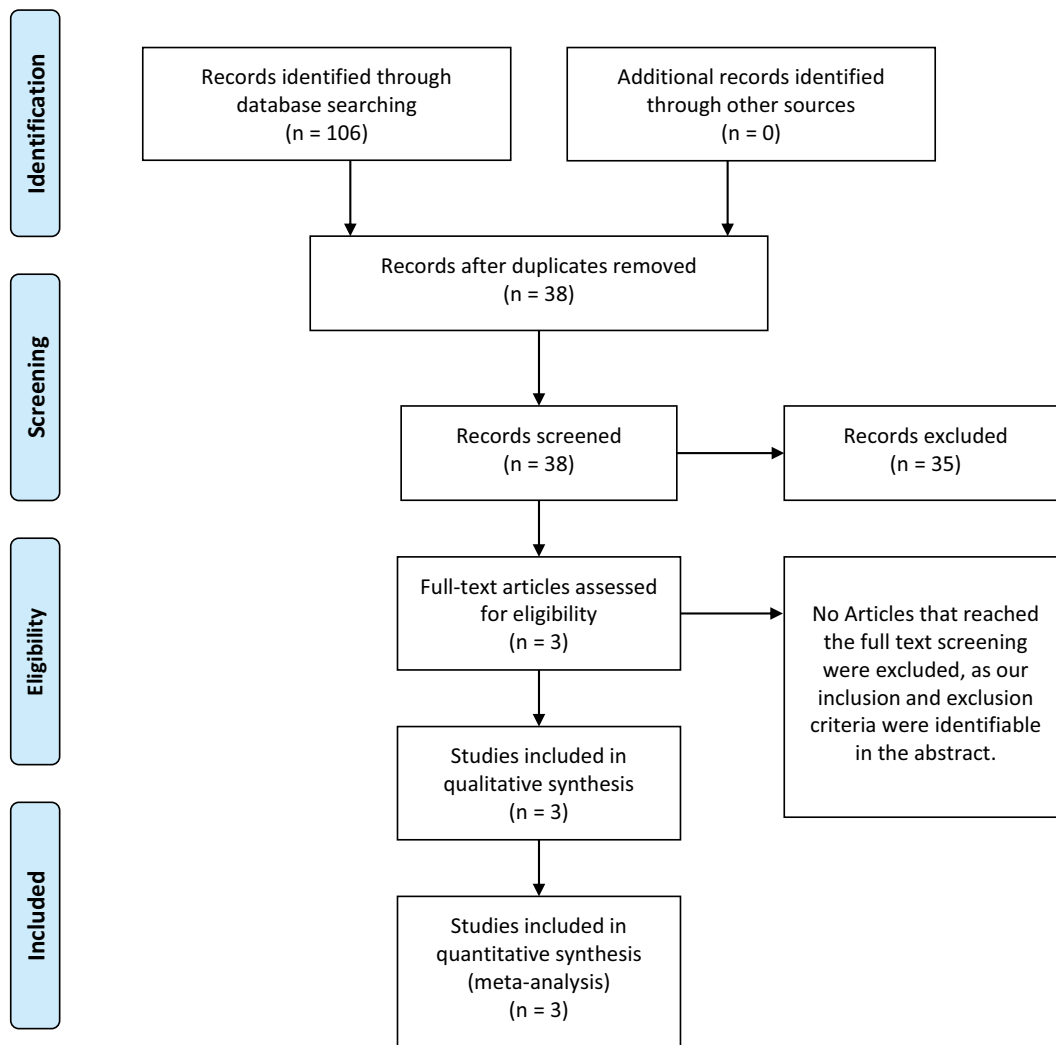 Identification
Records identified through
database searching
(n = 106)
Additional records identified
through other sources
(n = 0)
Records after duplicates removed
(n = 38)
Screening
Records screened
(n = 38)
Records excluded
(n = 35)
Eligibility
Full-text articles assessed
for eligibility
(n = 3)
No Articles that reached
the full text screening
were excluded, as our
inclusion and exclusion
criteria were identifiable
in the abstract.
Studies included in
qualitative synthesis
(n = 3)
Included
Studies included in
quantitative synthesis
(meta-analysis)
(n = 3)